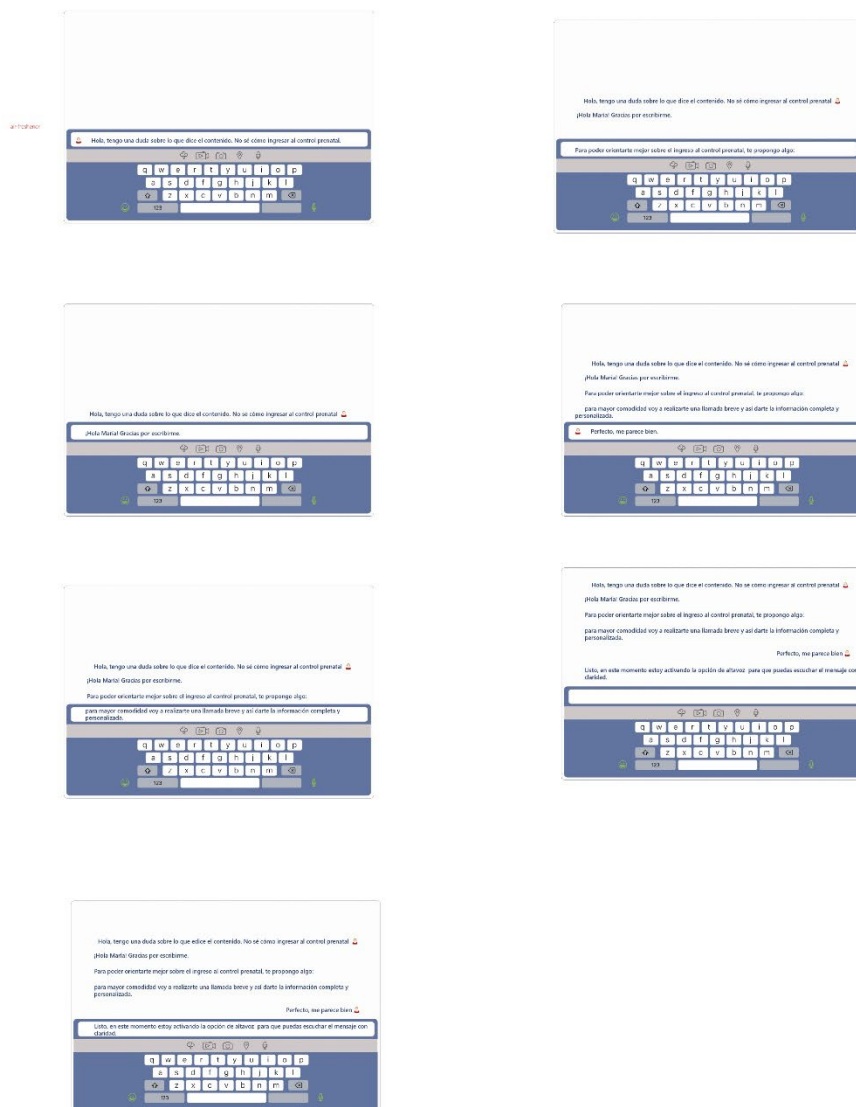 Hola, tengo una duda sobre lo que dice el contenido. No sé cómo ingresar al control prenatal.
q w e r t y u i o p
a s d f g h j k l
z x c v b n m
123
Hola, tengo una duda sobre lo que dice el contenido. No sé cómo ingresar al control prenatal
¡Hola María! Gracias por escribirme.
Para poder orientarte mejor sobre el ingreso al control prenatal, te propongo algo:
q w e r t y u i o p
a s d f g h j k l
z x c v b n m
123
Hola, tengo una duda sobre lo que dice el contenido. No se cómo ingresar al control prenatal
¡Hola María! Gracias por escribirme.
q w e r t y u i o p
a s d f g h j k l
z x c v b n m
123
Hola, tengo una duda sobre lo que dice el contenido. No sé cómo ingresar al control prenatal
¡Hola María! Gracias por escribirme.
Para poder orientarte mejor sobre el ingreso al control prenatal, te propongo algo:
para mayor comodidad voy a realizarte una llamada breve y así darte la información completa y
personalizada.
Perfecto, me parece bien.
q w e r t y u i o p
a s d f g h j k l
z x c v b n m
123
Hola, tengo una duda sobre lo que dice el contenido. No sé cómo ingresar al control prenatal
¡Hola María! Gracias por escribirme.
Para poder orientarte mejor sobre el ingreso al control prenatal, te propongo algo:
para mayor comodidad voy a realizarte una llamada breve y así darte la información completa y
personalizada.
q w e r t y u i o p
a s d f g h j k l
z x c v b n m
123
Hola, tengo una duda sobre lo que dice el contenido. No sé cómo ingresar al control prenatal
¡Hola María! Gracias por escribirme.
Para poder orientarte mejor sobre el ingreso al control prenatal, te propongo algo:
para mayor comodidad voy a realizarte una llamada breve y así darte la información completa y
personalizada.
Perfecto, me parece bien
Listo, en este momento estoy activando la opción de altavoz para que puedas escuchar el mensaje con
claridad.
q w e r t y u i o p
a s d f g h j k l
z x c v b n m
123
Hola, tengo una duda sobre lo que edice el contenido. No sé cómo ingresar al control prenatal
¡Hola María! Gracias por escribirme.
Para poder orientarte mejor sobre el ingreso al control prenatal, te propongo algo:
para mayor comodidad voy a realizarte una llamada breve y así darte la información completa y
personalizada.
Perfecto, me parece bien
Listo, en este momento estoy activando la opción de altavoz para que puedas escuchar el mensaje con
claridad.
q w e r t y u i o p
a s d f g h j k l
z x c v b n m
123